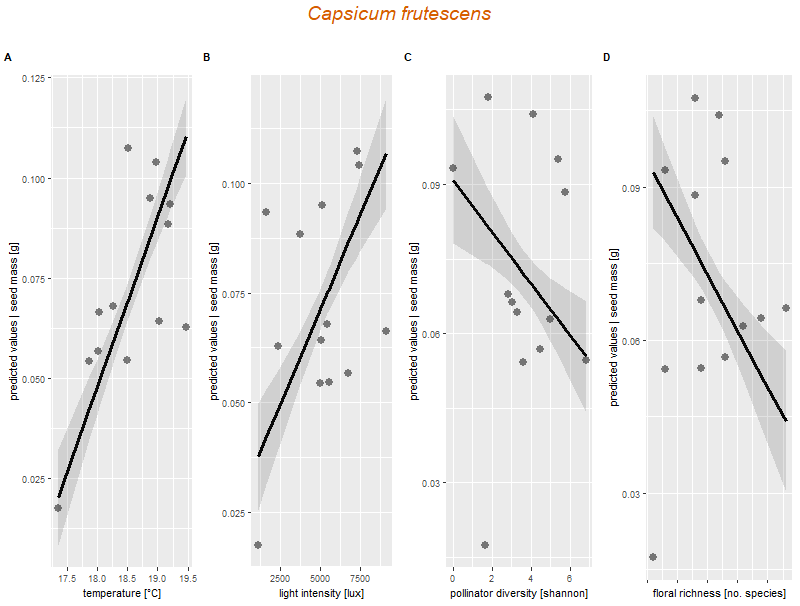 Capsicum frutescens
A
B
C
D
predicted values | seed mass [g]
0.125
0.100
0.075
0.050
0.025
17.5 18.0 18.5 19.0 19.5
temperature [°C]
predicted values | seed mass [g]
0.100
0.075
0.050
0.025
2500 5000 7500
light intensity [lux]
predicted values | seed mass [g]
0.09
0.06
0.03
0 2 4 6
pollinator diversity [shannon]
predicted values | seed mass [g]
0.09
0.06
0.03
floral richness [no. species]